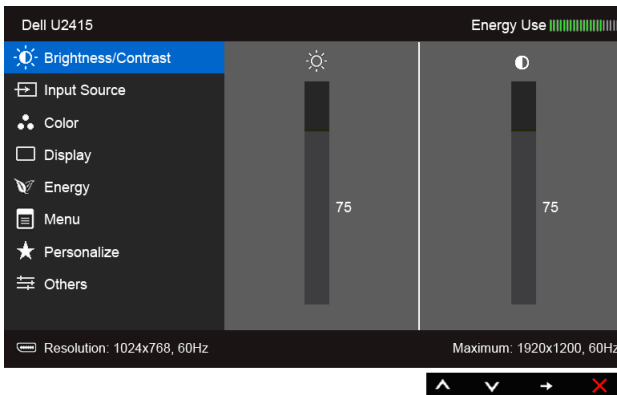 Dell U2415
Energy Use
Brightness/Contrast
Input Source
Color
Display
Energy
Menu
Personalize
Others
75
75
Resolution: 1024x768, 60Hz
Maximum: 1920x1200, 60Hz